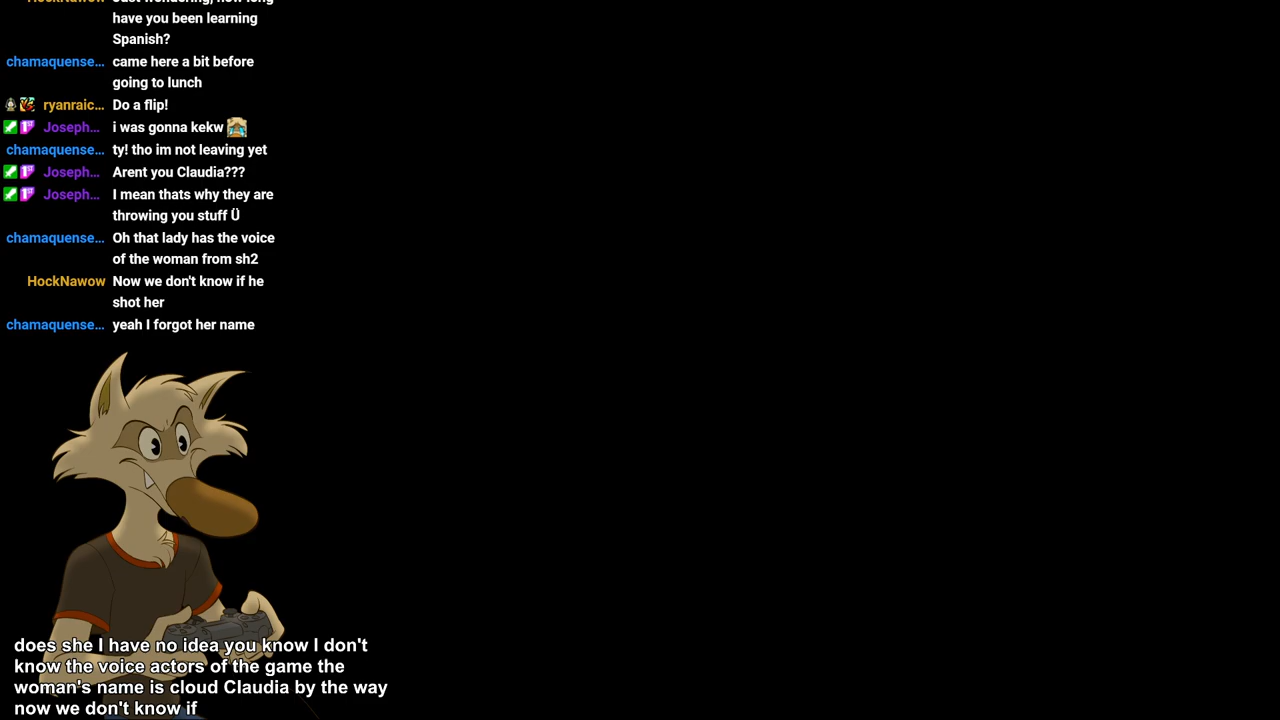 HockNawow Just wondering, how long
have you been learning
Spanish?
chamaquense... came here a bit before
going to lunch
ryanraic... Do a flip!
Joseph... i was gonna kekw
chamaquense... ty! tho im not leaving yet
Joseph... Arent you Claudia???
Joseph... I mean thats why they are
throwing you stuff Ü
chamaquense... Oh that lady has the voice
of the woman from sh2
HockNawow Now we don't know if he
shot her
chamaquense... yeah I forgot her name
does she I have no idea you know I don't
know the voice actors of the game the
woman's name is cloud Claudia by the way
now we don't know if